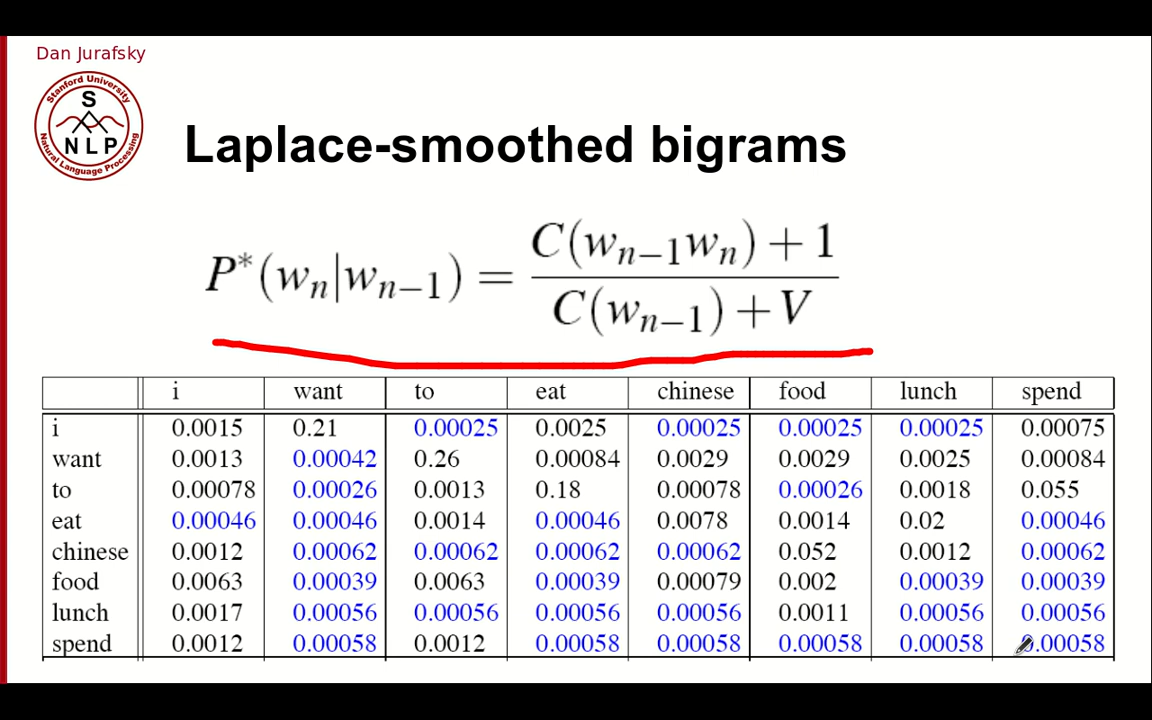 Dan Jurafsky
Stanford University
S
NLP
Natural Language Processing
Laplace-smoothed bigrams
P*(wn|wn−1) = C(wn−1wn)+1 / C(wn−1)+V
i want to eat chinese food lunch spend
i 0.0015 0.21 0.00025 0.0025 0.00025 0.00025 0.00025 0.00075
want 0.0013 0.00042 0.26 0.00084 0.0029 0.0029 0.0025 0.00084
to 0.00078 0.00026 0.0013 0.18 0.00078 0.00026 0.0018 0.055
eat 0.00046 0.00046 0.0014 0.00046 0.0078 0.0014 0.02 0.00046
chinese 0.0012 0.00062 0.00062 0.00062 0.00062 0.052 0.0012 0.00062
food 0.0063 0.00039 0.0063 0.00039 0.00079 0.002 0.00039 0.00039
lunch 0.0017 0.00056 0.00056 0.00056 0.00056 0.0011 0.00056 0.00056
spend 0.0012 0.00058 0.0012 0.00058 0.00058 0.00058 0.00058 0.00058